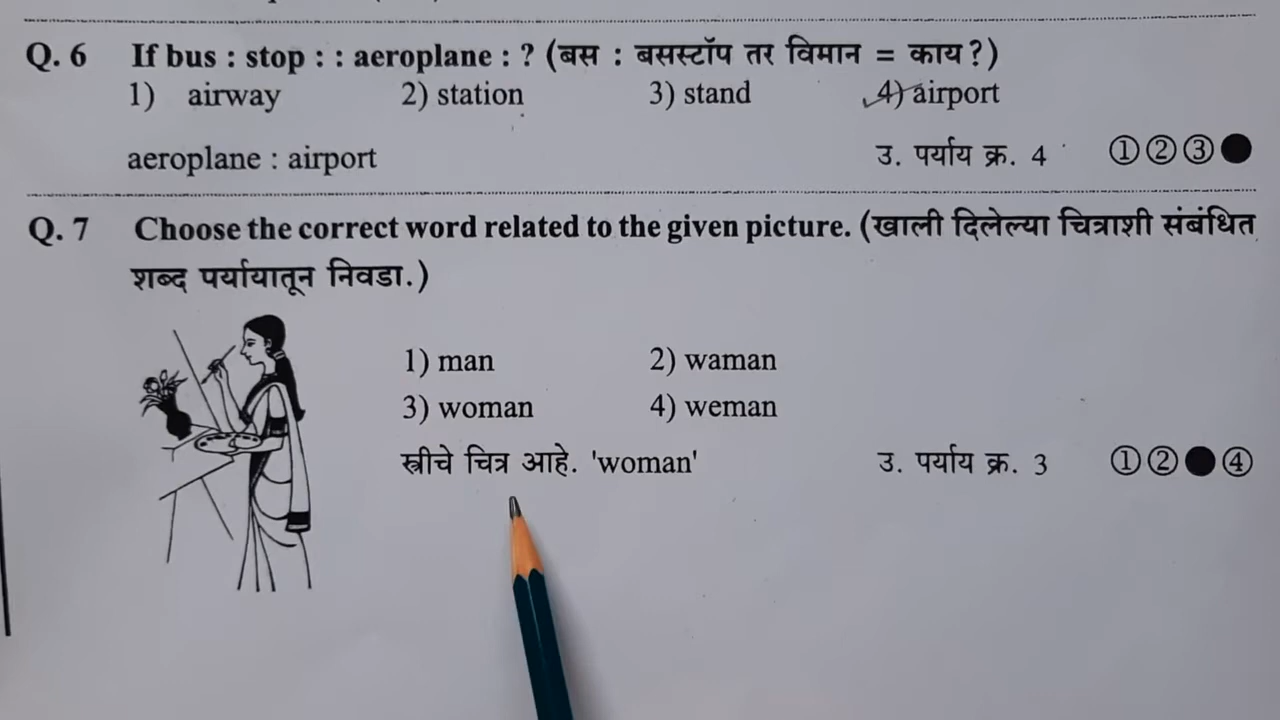 Q. 6 If bus : stop : : aeroplane : ? (बस : बसस्टॉप तर विमान = काय?)
1) airway 2) station 3) stand 4) airport
aeroplane : airport उ. पर्याय क्र. 4 ① ② ③ ●
Q. 7 Choose the correct word related to the given picture. (खाली दिलेल्या चित्राशी संबंधित
शब्द पर्यायातून निवडा.)
1) man 2) waman
3) woman 4) weman
स्त्रीचे चित्र आहे. 'woman' उ. पर्याय क्र. 3 ① ② ● ④